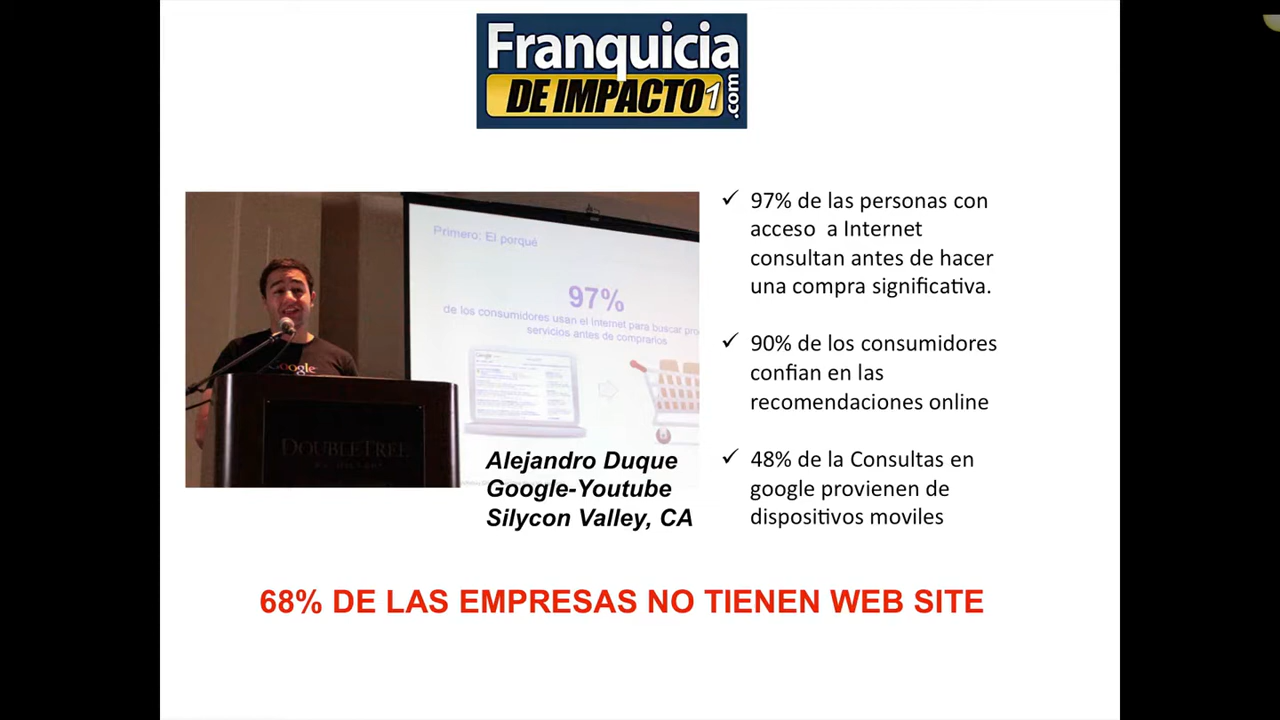 Franquicia
DE IMPACTO1
.com
Primero: El porqué
97%
de los consumidores usan el internet para buscar
servicios antes de comprarlos
Google
Google
DOUBLETREE
Alejandro Duque
Google-Youtube
Silycon Valley, CA
97% de las personas con
acceso a Internet
consultan antes de hacer
una compra significativa.
90% de los consumidores
confian en las
recomendaciones online
48% de la Consultas en
google provienen de
dispositivos moviles
68% DE LAS EMPRESAS NO TIENEN WEB SITE